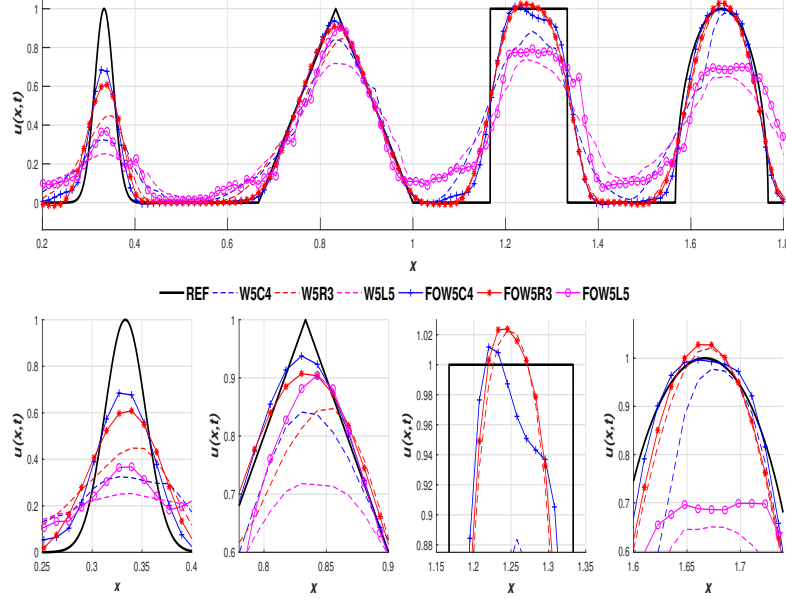 1
0.8
0.6
0.4
0.2
0
u(x,t)
0.2 0.4 0.6 0.8 1 1.2 1.4 1.6 1.8
x
REF W5C4 W5R3 W5L5 FOW5C4 FOW5R3 FOW5L5
1
0.8
0.6
0.4
0.2
0
u(x,t)
0.25 0.3 0.35 0.4
x
1
0.9
0.8
0.7
0.6
u(x,t)
0.8 0.85 0.9
x
1.02
1
0.98
0.96
0.94
0.92
0.9
0.88
u(x,t)
1.15 1.2 1.25 1.3 1.35
x
1
0.9
0.8
0.7
0.6
u(x,t)
1.6 1.65 1.7
x